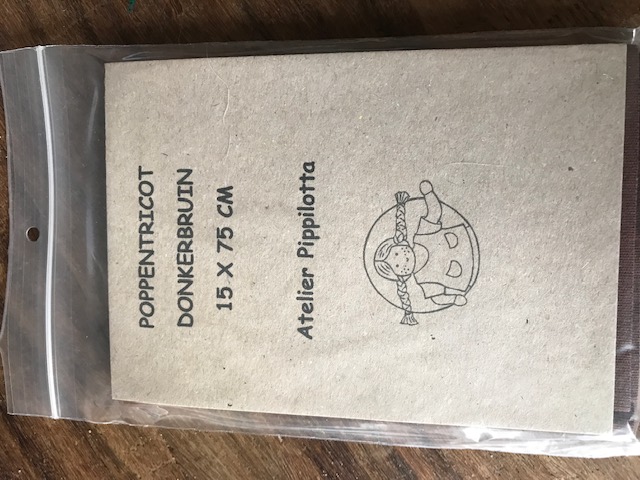 POPPENTRICOT
DONKERBRUIN
15 X 75 CM
Atelier Pippilotta